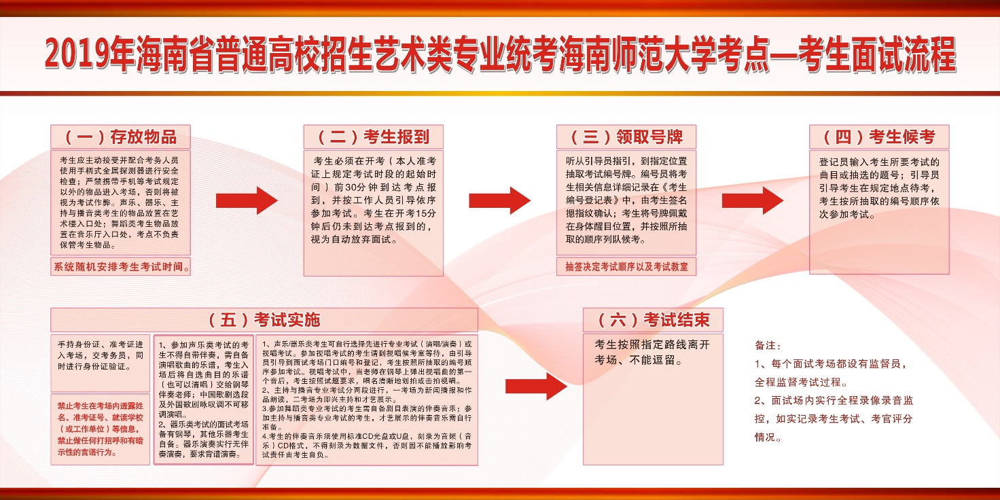 2019年海南省普通高校招生艺术类专业统考海南师范大学考点—考生面试流程
（一）存放物品
考生应主动接受并配合考务人员
使用手柄式金属探测器进行安全
检查；严禁携带手机等考试规定
以外的物品进入考场，否则将被
视为考试作弊。声乐、器乐、主
持与播音类考生的物品放置在艺
术楼入口处；舞蹈类考生物品放
置在音乐厅入口处，考点不负责
保管考生物品。
系统随机安排考生考试时间。
（二）考生报到
考生必须在开考（本人准考
证上规定考试时段的起始时
间）前30分钟到达考点报
到，并按工作人员引导依序
参加考试。考生在开考15分
钟后仍未到达考点报到的，
视为自动放弃面试。
（三）领取号牌
听从引导员指引，到指定位置
抽取考试编号牌。编号员将考
生相关信息详细记录在《考生
编号登记表》中，由考生签名
摁指纹确认；考生将号牌佩戴
在身体醒目位置，并按照所抽
取的顺序列队候考。
抽签决定考试顺序以及考试教室
（四）考生候考
登记员输入考生所要考试的
曲目或抽选的题号；引导员
引导考生在规定地点待考，
考生按所抽取的编号顺序依
次参加考试。
（五）考试实施
手持身份证、准考证进
入考场，交考务员，同
时进行身份证验证。
禁止考生在考场内透露姓
名、准考证号、就读学校
（或工作单位）等信息，
禁止做任何打招呼和有暗
示性的言语行为。
1、参加声乐类考试的考
生不得自带伴奏，需自备
演唱歌曲的乐谱，考生入
场后将自选曲目的乐谱
（也可以清唱）交给钢琴
伴奏老师；中国歌剧选段
及外国歌剧咏叹调不可移
调演唱。
2、器乐类考试的面试考场
备有钢琴，其他乐器考生
自备。器乐演奏实行无伴
奏演奏，要求背谱演奏。
1、声乐/器乐类考生可自行选择先进行专业考试（演唱/演奏）或
视唱考试。参加视唱考试的考生请到视唱候考室等待，由引导
员引导到面试考场门口编号和登记，考生按照所抽取的编号顺
序参加考试。视唱考试中，当老师在钢琴上弹出视唱曲的第一
个音后，考生按照试题要求，唱名清晰地划拍或击拍视唱。
2、主持与播音专业考试分两段进行，一考场为新闻播报和作
品朗读，二考场为即兴主持和才艺展示。
3.参加舞蹈类专业考试的考生需自备剧目表演的伴奏音乐；参
加主持与播音类专业考试的考生，才艺展示的伴奏音乐需自行
准备。
4.考生的伴奏音乐须使用标准CD光盘或U盘，刻录为音频（音
乐）CD格式，不得刻录为数据文件，否则因不能播放影响考
试责任由考生自负。
（六）考试结束
考生按照指定路线离开
考场、不能逗留。
备注：
1、每个面试考场都设有监督员，
全程监督考试过程。
2、面试场内实行全程录像录音监
控，如实记录考生考试、考官评分
情况。